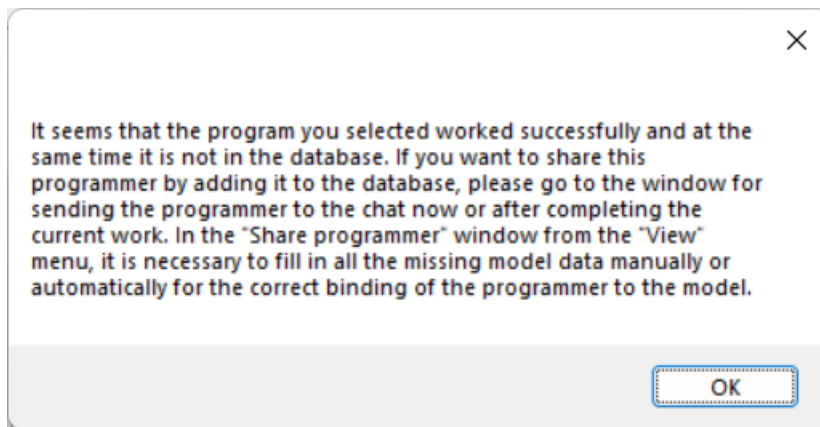 It seems that the program you selected worked successfully and at the
same time it is not in the database. If you want to share this
programmer by adding it to the database, please go to the window for
sending the programmer to the chat now or after completing the
current work. In the "Share programmer" window from the "View"
menu, it is necessary to fill in all the missing model data manually or
automatically for the correct binding of the programmer to the model.
OK